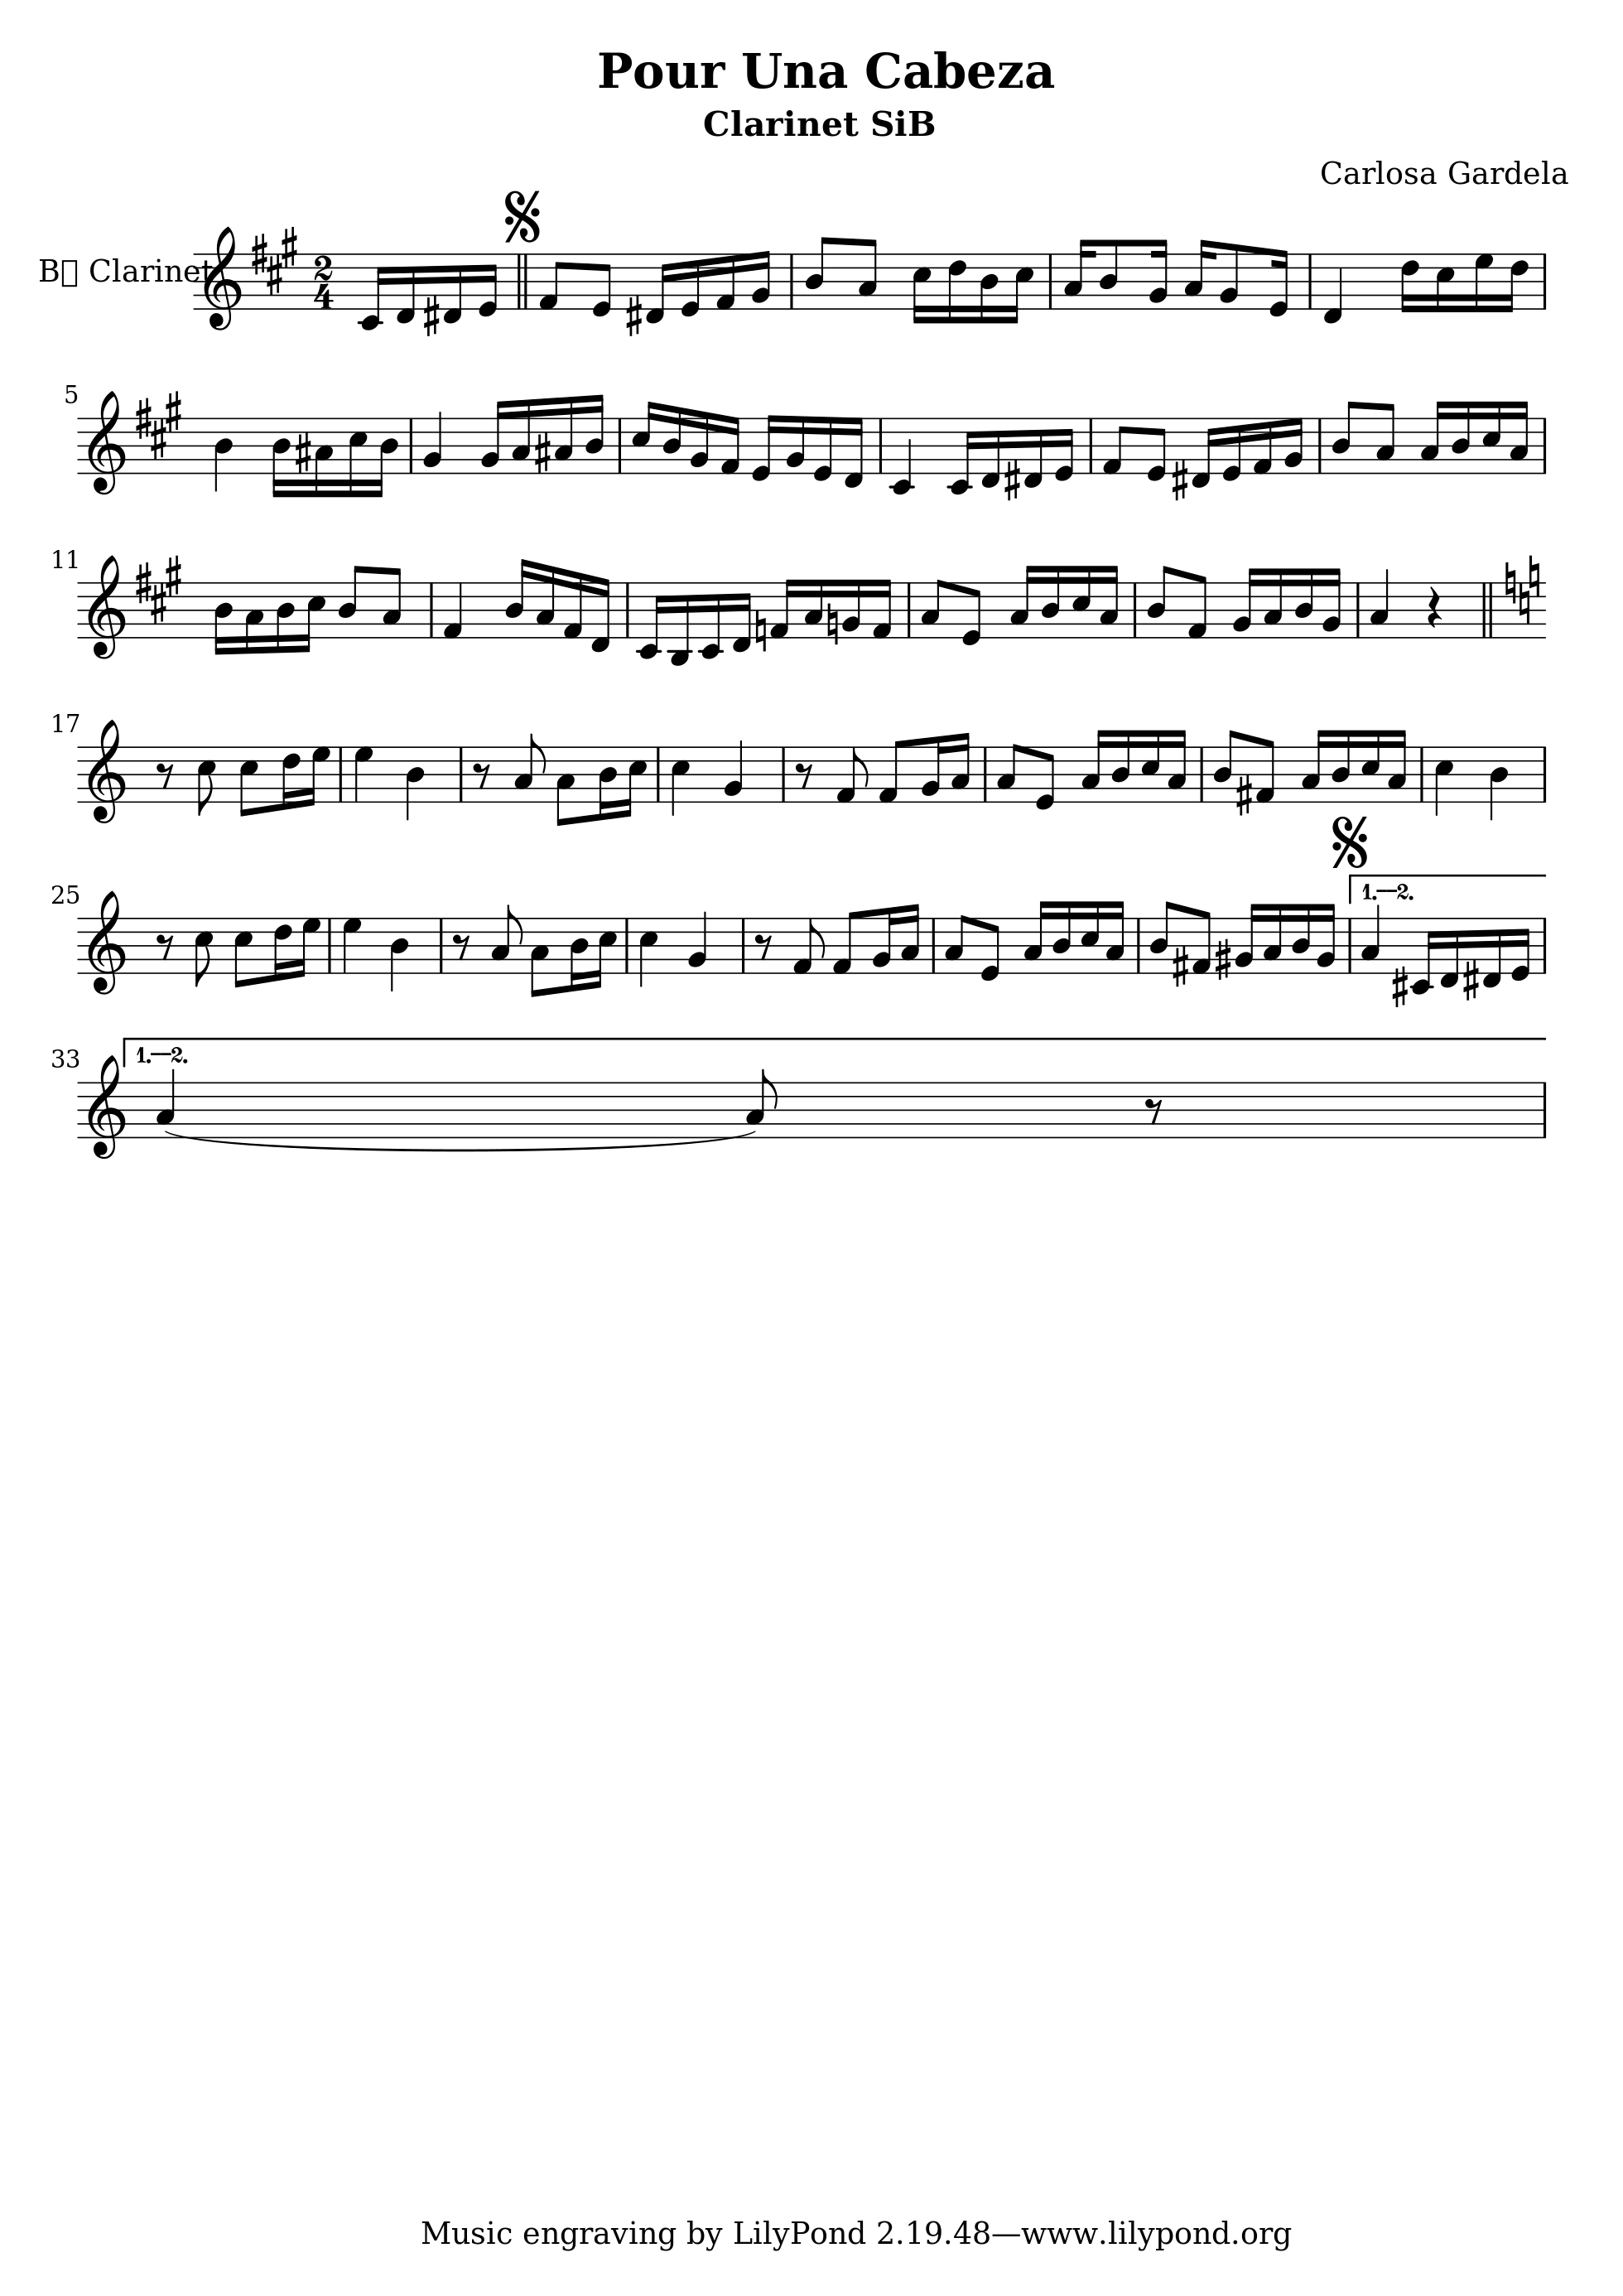 Pour Una Cabeza
Clarinet SiB
Carlosa Gardela
B Clarinet
2
4
5
11
17
25
1.—2.
33
1.—2.
Music engraving by LilyPond 2.19.48—www.lilypond.org